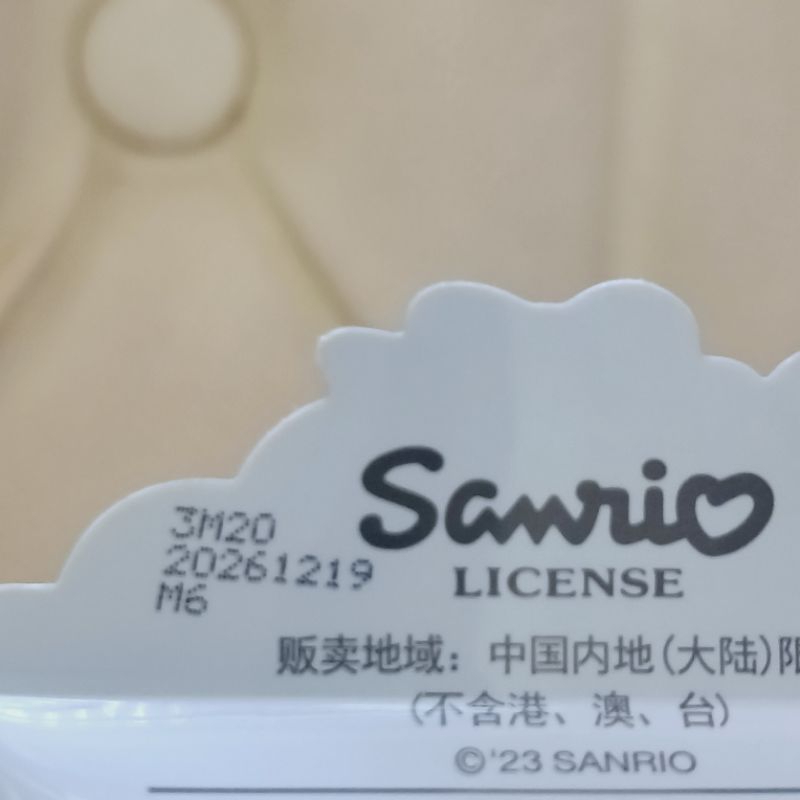 Sanrio
LICENSE
3M20
20261219
M6
贩卖地域：中国内地(大陆)限
(不含港、澳、台)
©'23 SANRIO